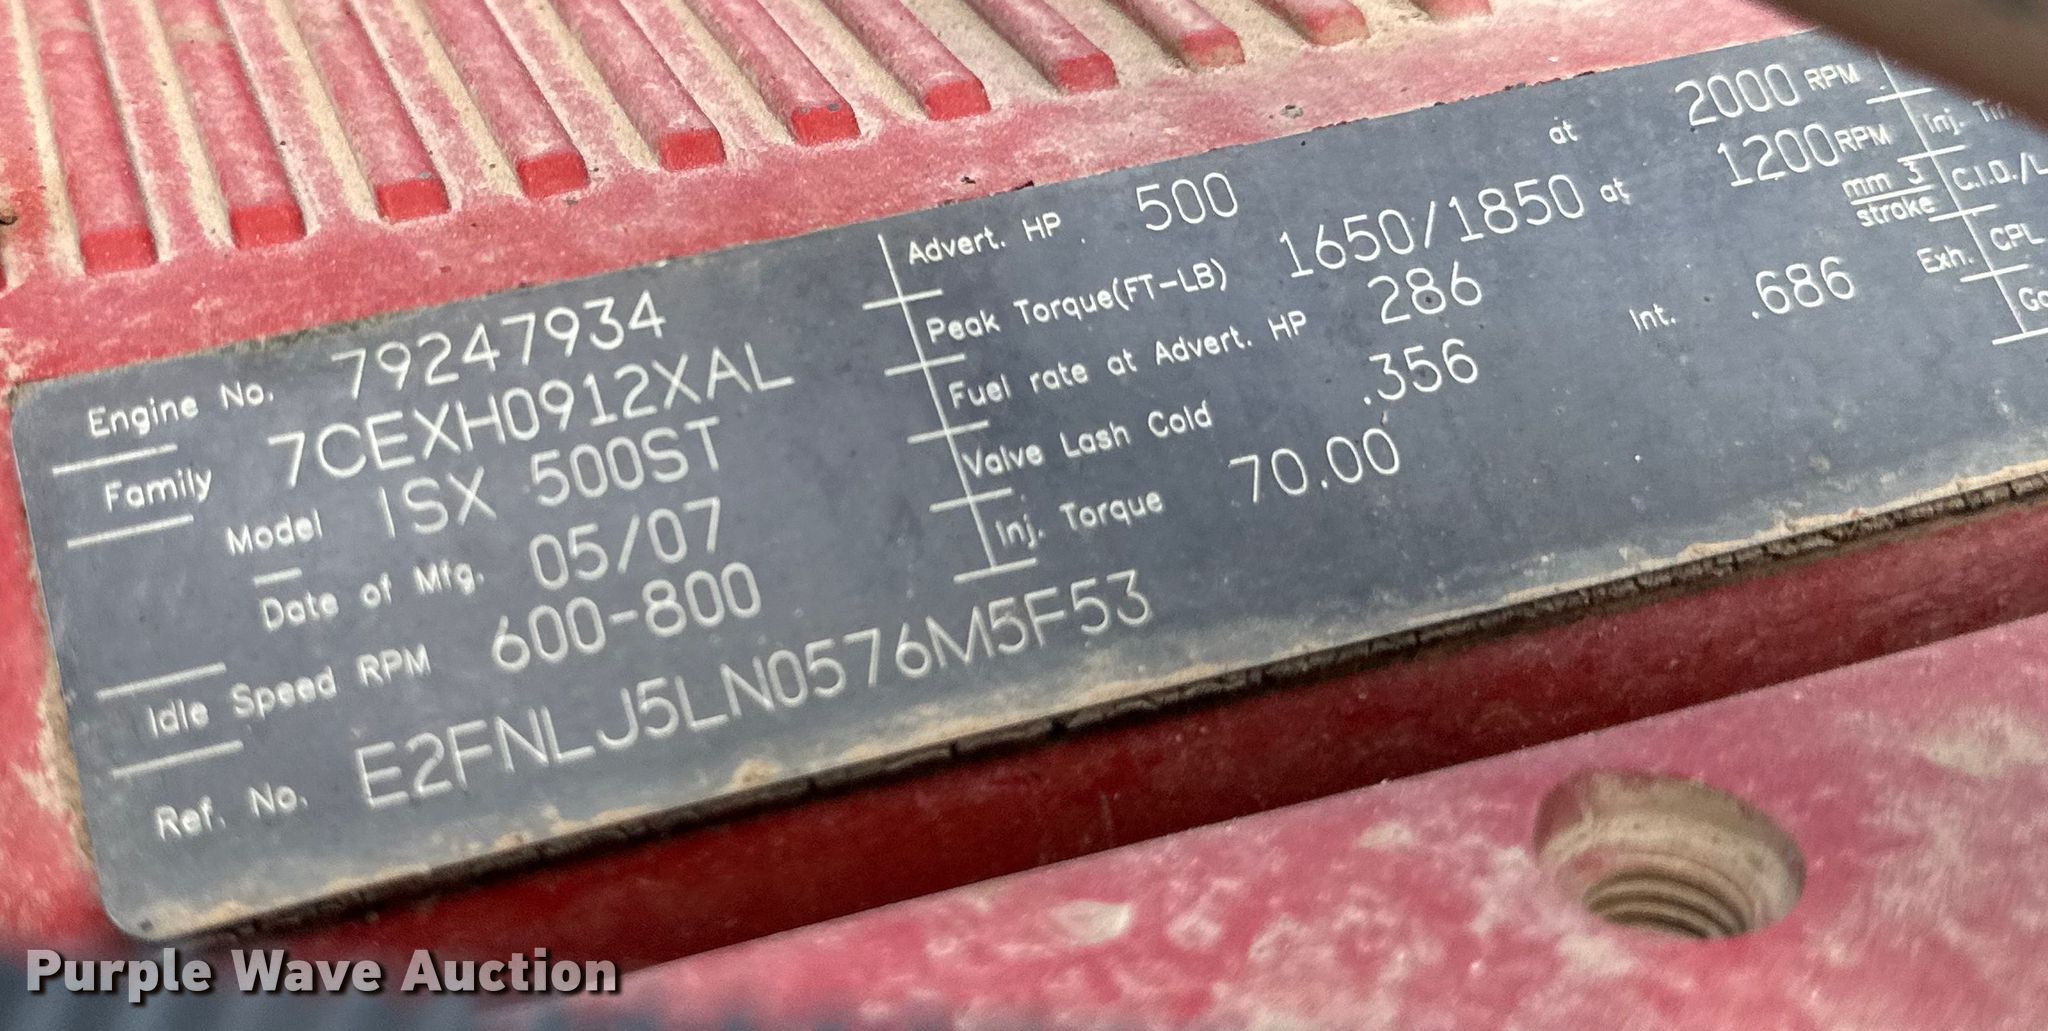 Engine No. 79247934
Family 7CEXH0912XAL
Model ISX 500ST
Date of Mfg. 05/07
Idle Speed RPM 600-800
Ref. No. E2FNLJ5LN0576M5F53
Advert. HP 500 at 2000 RPM
Peak Torque(FT-LB) 1650/1850 at 1200RPM
Fuel rate at Advert. HP 286 mm 3 stroke
Valve Lash Cold .356 Int. .686 Exh.
Inj. Torque 70.00
Inj.
C.I.D./L
CPL
Purple Wave Auction